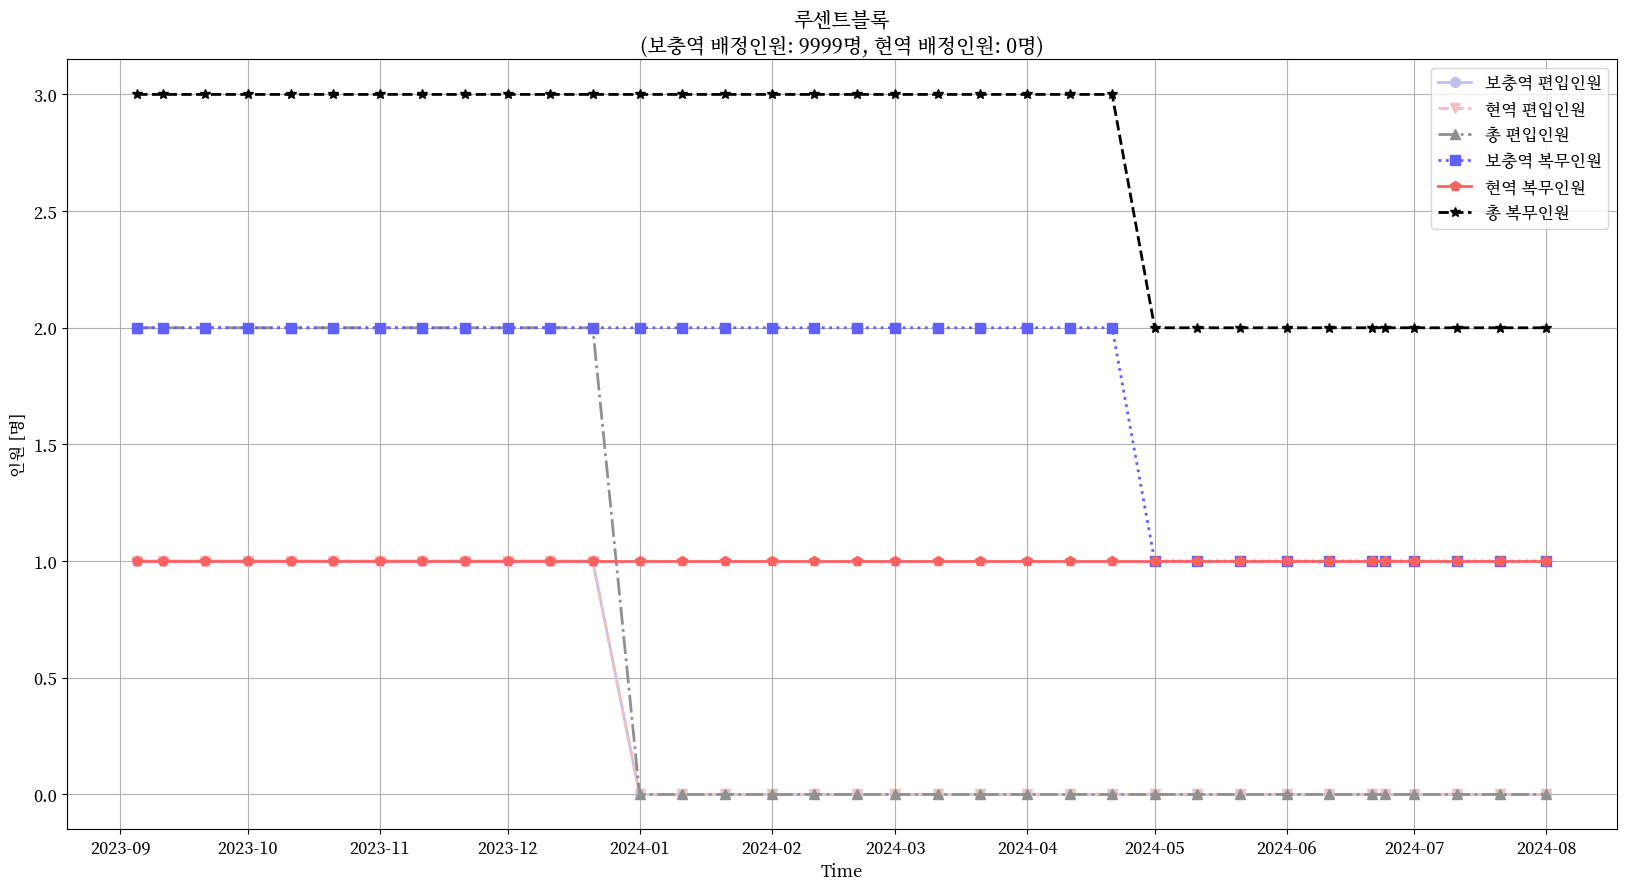 루센트블록
(보충역 배정인원: 9999명, 현역 배정인원: 0명)
보충역 편입인원
현역 편입인원
총 편입인원
보충역 복무인원
현역 복무인원
총 복무인원
인원 [명]
3.0
2.5
2.0
1.5
1.0
0.5
0.0
2023-09 2023-10 2023-11 2023-12 2024-01 2024-02 2024-03 2024-04 2024-05 2024-06 2024-07 2024-08
Time